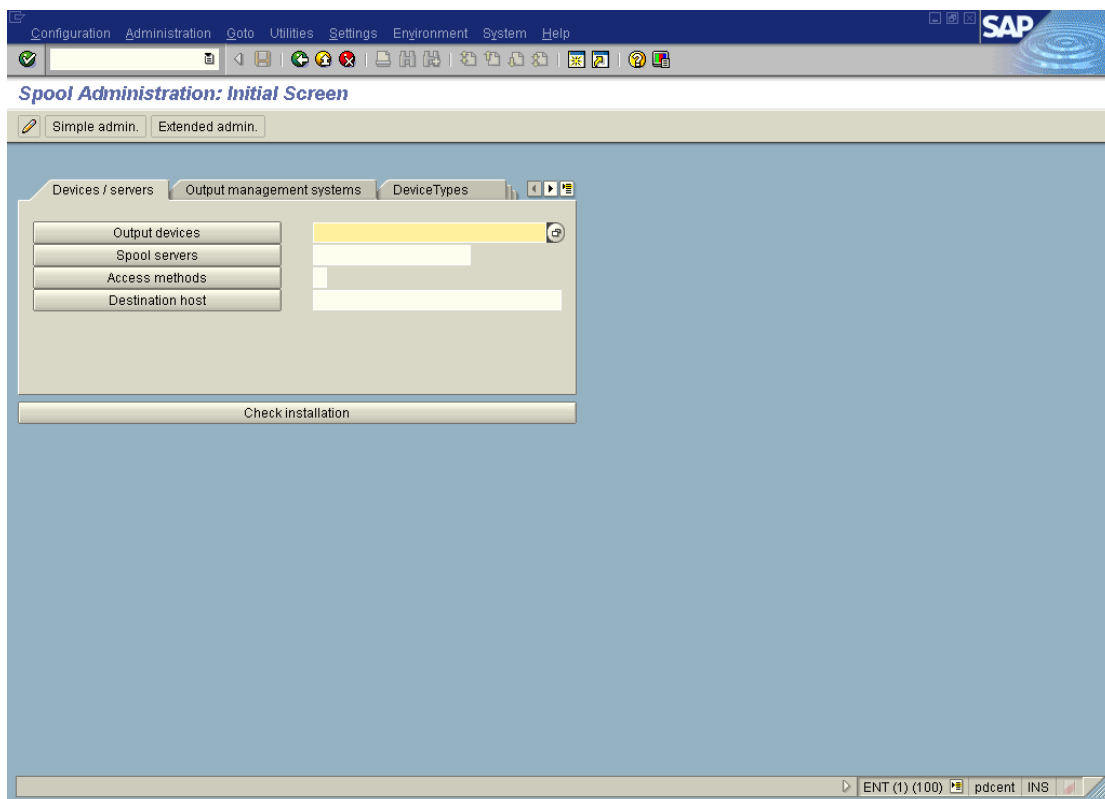 Configuration Administration Goto Utilities Settings Environment System Help
SAP
Spool Administration: Initial Screen
Simple admin. Extended admin.
Devices / servers Output management systems DeviceTypes
Output devices
Spool servers
Access methods
Destination host
Check installation
ENT (1) (100) pdcent INS